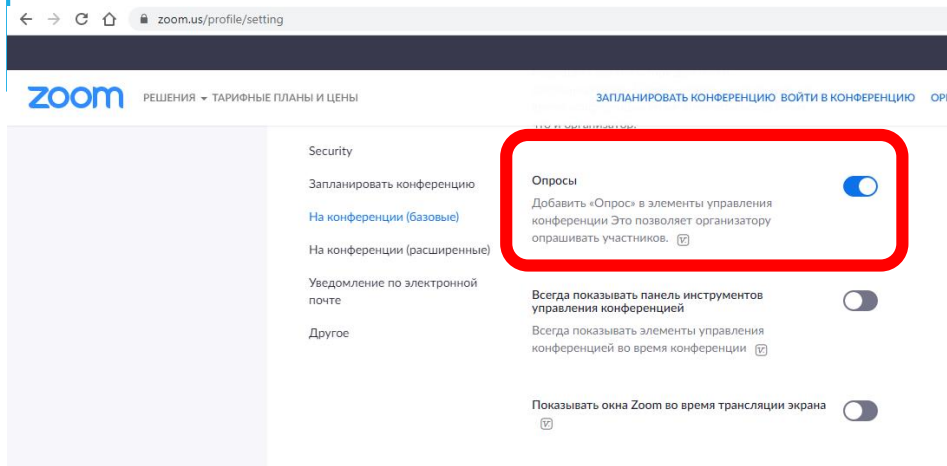 zoom.us/profile/setting
zoom РЕШЕНИЯ ТАРИФНЫЕ ПЛАНЫ И ЦЕНЫ ЗАПЛАНИРОВАТЬ КОНФЕРЕНЦИЮ ВОЙТИ В КОНФЕРЕНЦИЮ
Security
Запланировать конференцию
На конференции (базовые)
На конференции (расширенные)
Уведомление по электронной
почте
Другое
что и организатор.
Опросы
Добавить «Опрос» в элементы управления
конференции Это позволяет организатору
опрашивать участников.
Всегда показывать панель инструментов
управления конференцией
Всегда показывать элементы управления
конференцией во время конференции
Показывать окна Zoom во время трансляции экрана